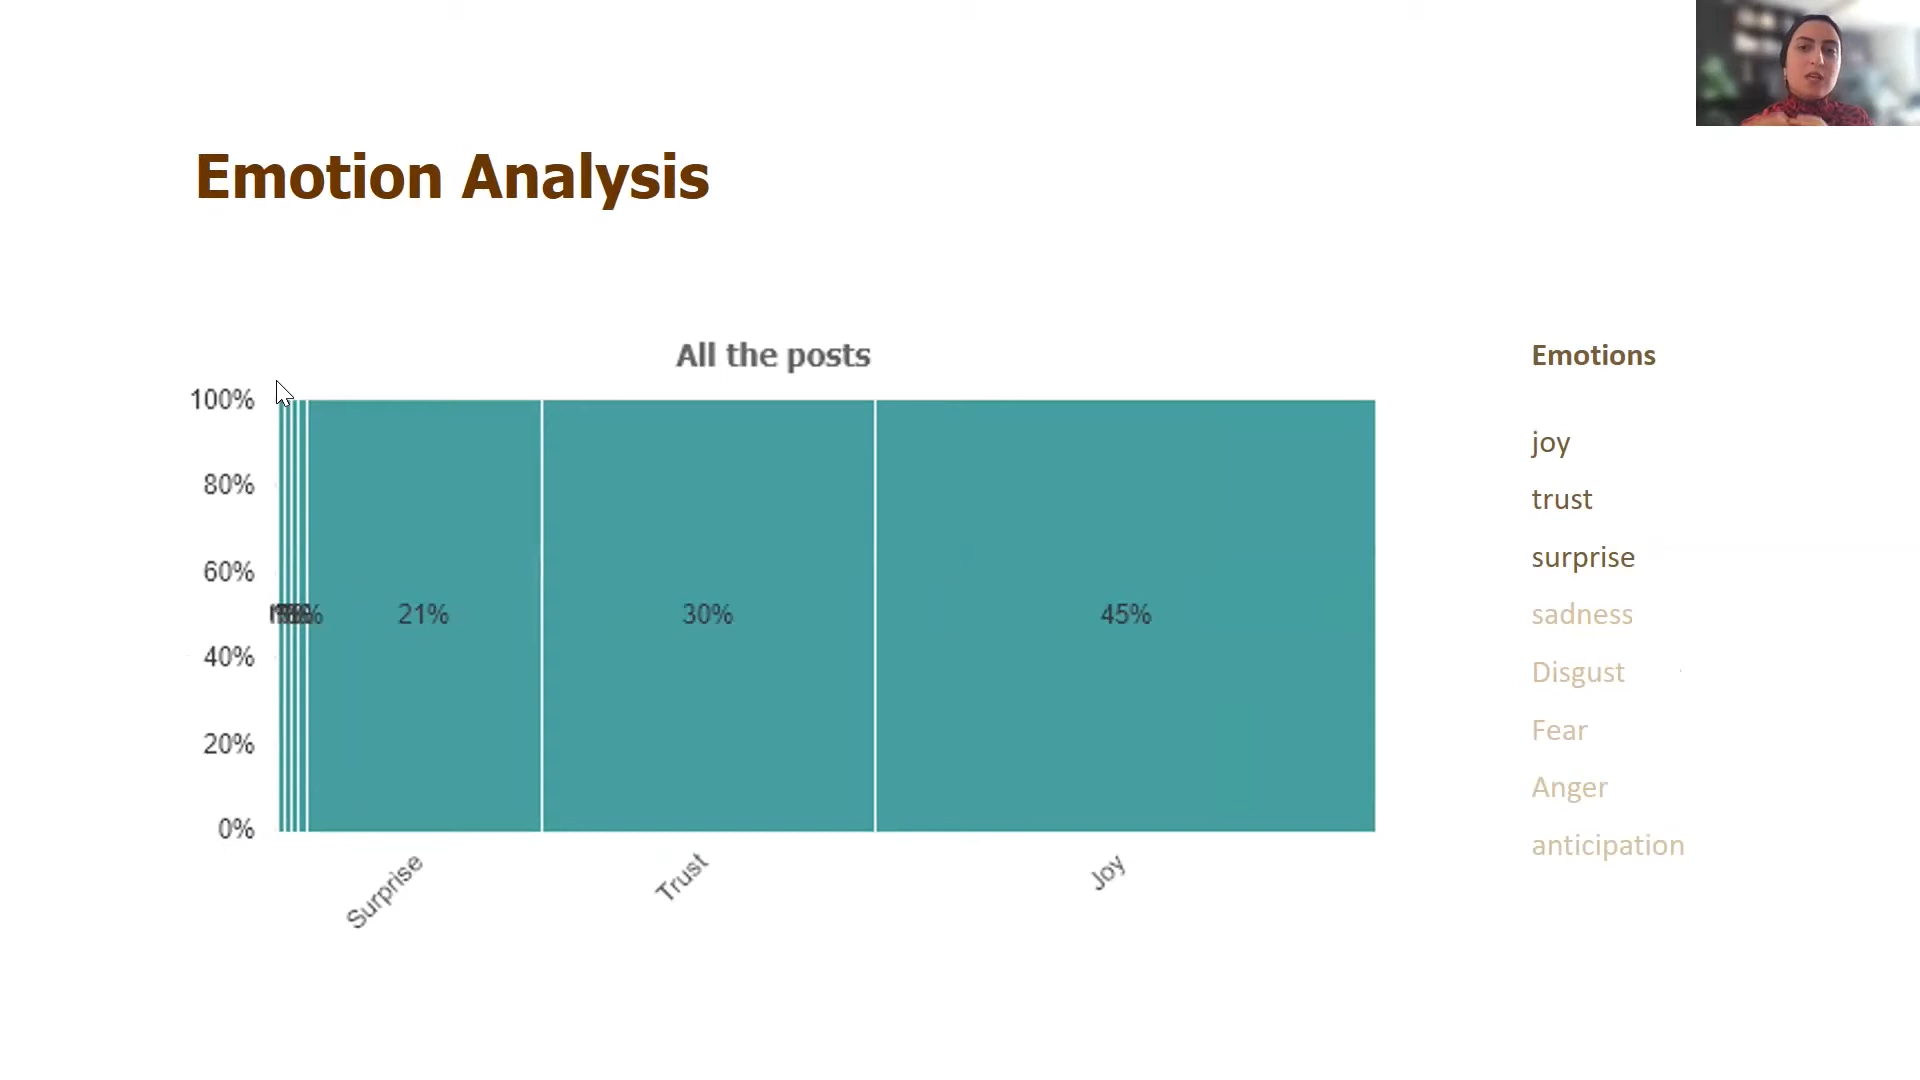 Emotion Analysis
All the posts
100%
80%
60%
40%
20%
0%
21%
30%
45%
Surprise
Trust
Joy
Emotions
joy
trust
surprise
sadness
Disgust
Fear
Anger
anticipation